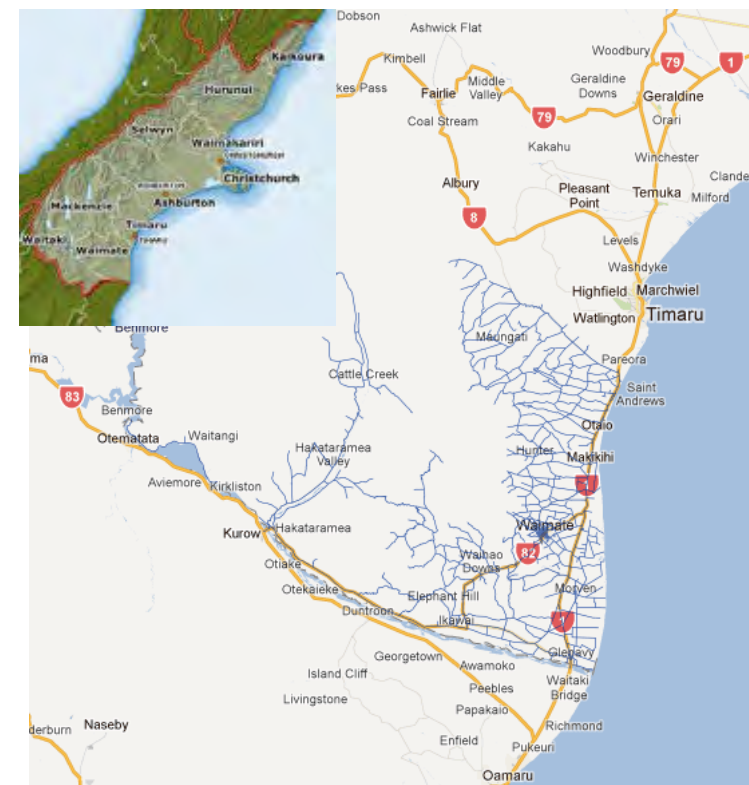 Kaikoura
Hurunui
Selwyn
Waimakariri
CHRISTCHURCH
Christchurch
Mackenzie
Ashburton
Timaru
TIMARU
Waitaki
Waimate
Dobson
Ashwick Flat
Woodbury
79
1
Kimbell
kes Pass
Fairlie
Middle
Valley
Geraldine
Downs
Geraldine
Coal Stream
79
Orari
Kakahu
Winchester
Clande
Albury
Pleasant
Point
Temuka
Milford
8
Levels
Washdyke
Highfield
Marchwiel
Watlington
Timaru
Benmore
Maungati
Pareora
ma
Cattle Creek
Saint
Andrews
83
Benmore
Otematata
Waitangi
Otaio
Hakataramea
Valley
Hunter
Makikihi
Aviemore
Kirkliston
1
Kurow
Hakataramea
Waimate
82
Waihao
Downs
Otiake
Otekaieke
Elephant Hill
Morven
Duntroon
Ikawai
1
Georgetown
Glenavy
Awamoko
Island Cliff
Waitaki
Bridge
Livingstone
Peebles
Papakaio
Richmond
derburn
Naseby
Enfield
Pukeuri
Oamaru